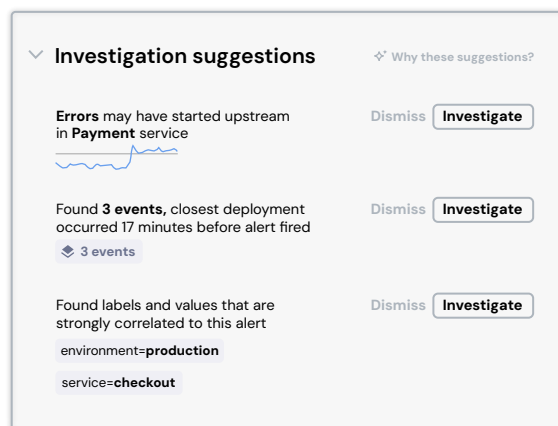 Investigation suggestions
Why these suggestions?
Errors may have started upstream
in Payment service
Dismiss
Investigate
Found 3 events, closest deployment
occurred 17 minutes before alert fired
3 events
Dismiss
Investigate
Found labels and values that are
strongly correlated to this alert
environment=production
service=checkout
Dismiss
Investigate